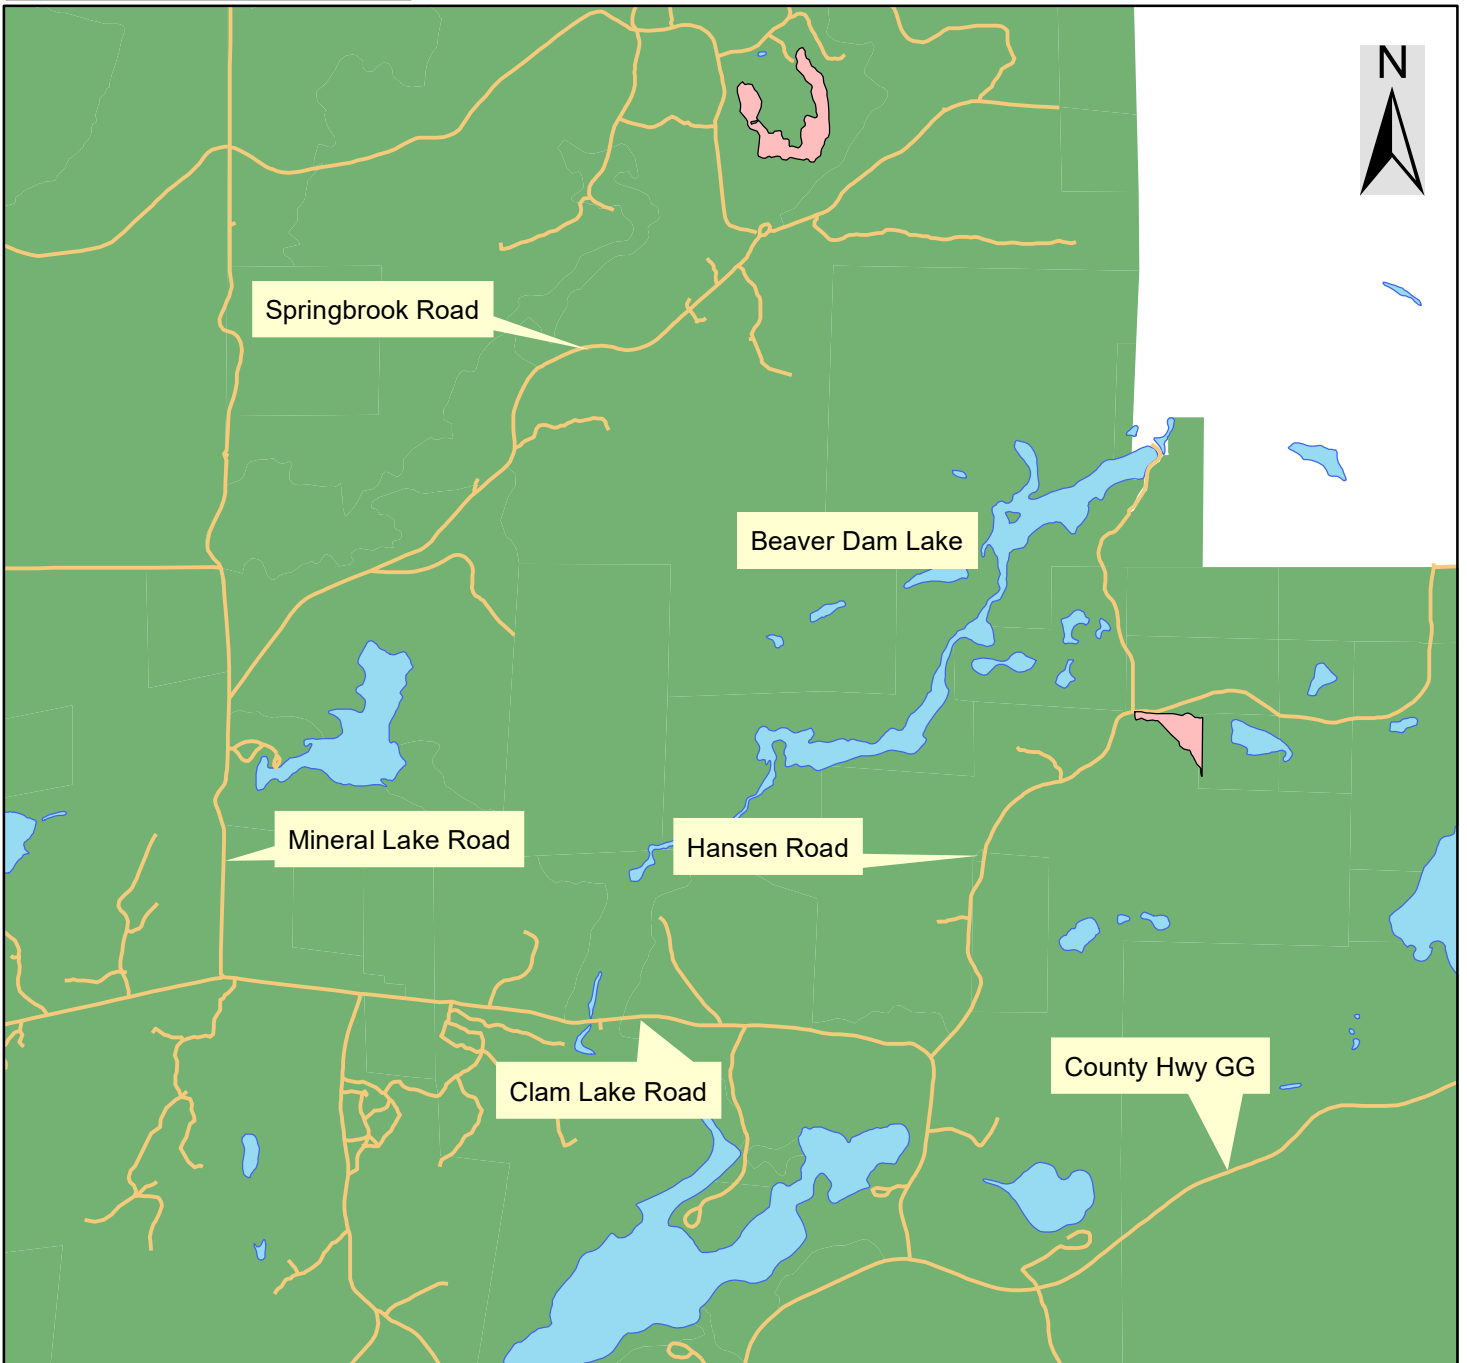 N
Springbrook Road
Beaver Dam Lake
Mineral Lake Road
Hansen Road
County Hwy GG
Clam Lake Road